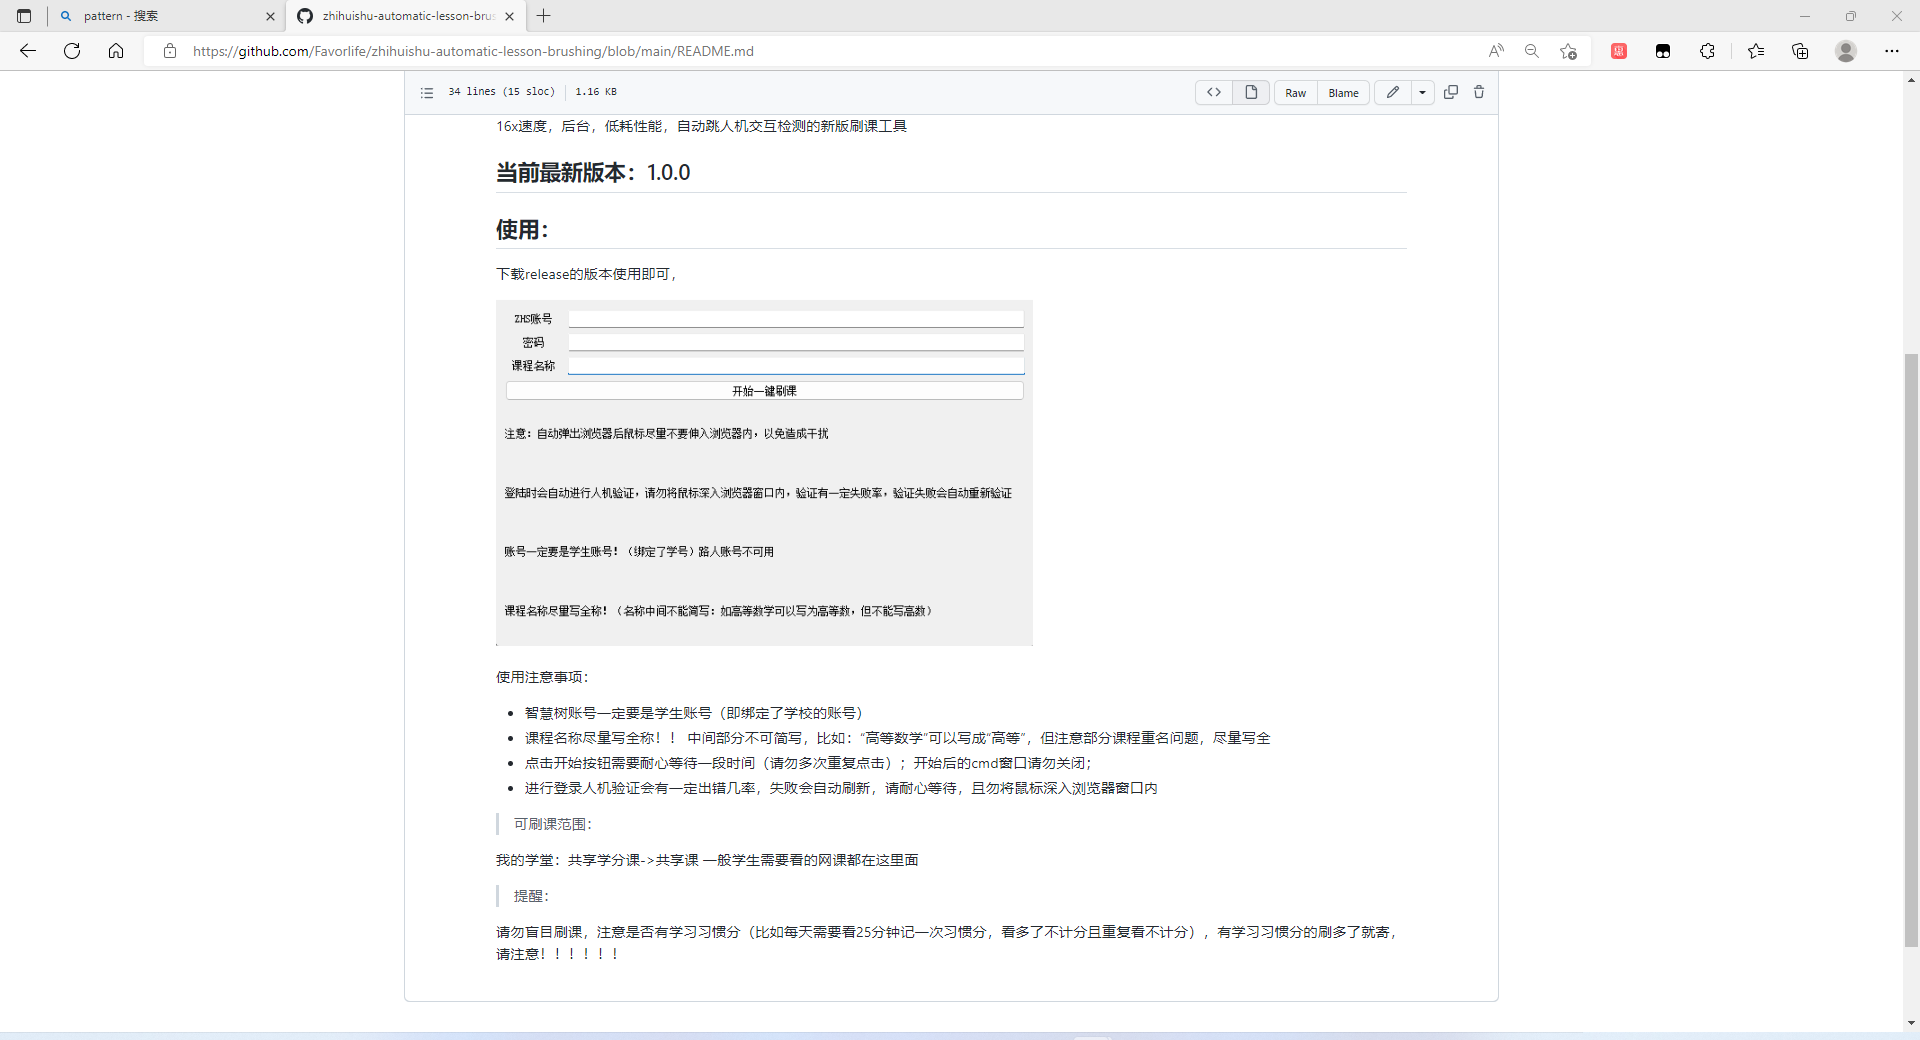 pattern - 搜索
zhihuishu-automatic-lesson-brus
https://github.com/Favorlife/zhihuishu-automatic-lesson-brushing/blob/main/README.md
34 lines (15 sloc) 1.16 KB
Raw Blame
16x速度，后台，低耗性能，自动跳人机交互检测的新版刷课工具
当前最新版本：1.0.0
使用：
下载release的版本使用即可，
ZHS账号
密码
课程名称
开始一键刷课
注意：自动弹出浏览器后鼠标尽量不要伸入浏览器内，以免造成干扰
登陆时会自动进行人机验证，请勿将鼠标深入浏览器窗口内，验证有一定失败率，验证失败会自动重新验证
账号一定要是学生账号！（绑定了学号）路人账号不可用
课程名称尽量写全称！（名称中间不能简写：如高等数学可以写为高等数，但不能写高数）
使用注意事项：
智慧树账号一定要是学生账号（即绑定了学校的账号）
课程名称尽量写全称！！ 中间部分不可简写，比如：“高等数学”可以写成“高等”，但注意部分课程重名问题，尽量写全
点击开始按钮需要耐心等待一段时间（请勿多次重复点击）；开始后的cmd窗口请勿关闭；
进行登录人机验证会有一定出错几率，失败会自动刷新，请耐心等待，且勿将鼠标深入浏览器窗口内
可刷课范围：
我的学堂：共享学分课->共享课 一般学生需要看的网课都在这里面
提醒：
请勿盲目刷课，注意是否有学习习惯分（比如每天需要看25分钟记一次习惯分，看多了不计分且重复看不计分），有学习习惯分的刷多了就寄，
请注意！！！！！！